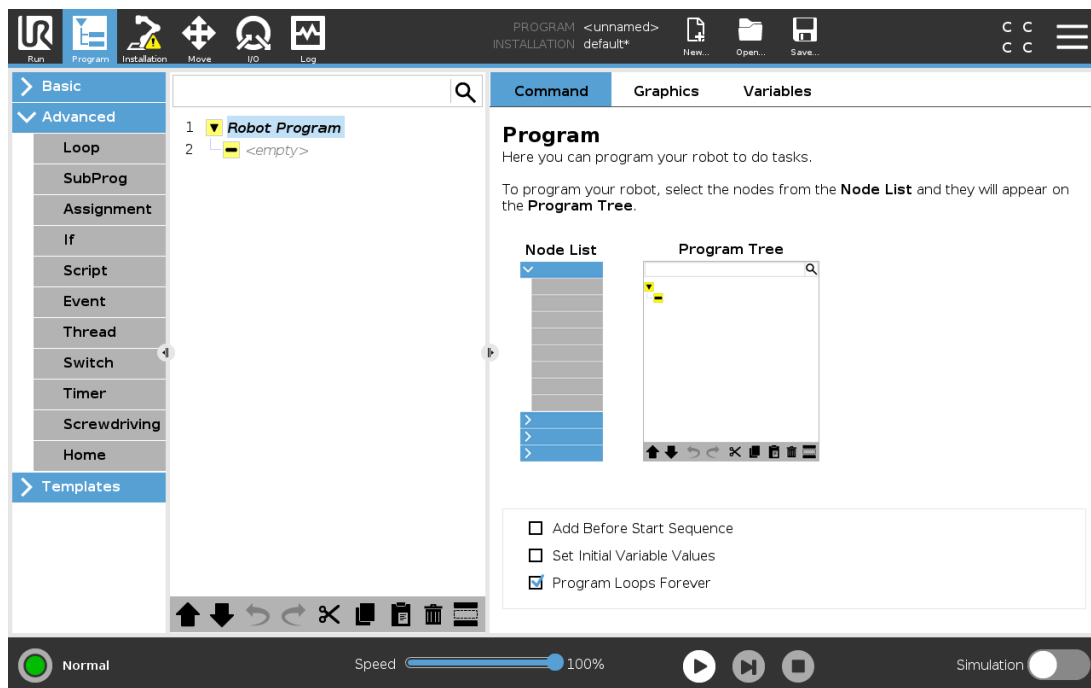 UR
PROGRAM <unnamed>
INSTALLATION default*
C C
C C
Run Program Installation Move I/O Log New... Open... Save...
Basic
Advanced
Loop
SubProg
Assignment
If
Script
Event
Thread
Switch
Timer
Screwdriving
Home
Templates
1 Robot Program
2 <empty>
Command Graphics Variables
Program
Here you can program your robot to do tasks.
To program your robot, select the nodes from the Node List and they will appear on
the Program Tree.
Node List Program Tree
Add Before Start Sequence
Set Initial Variable Values
Program Loops Forever
Normal Speed 100% Simulation